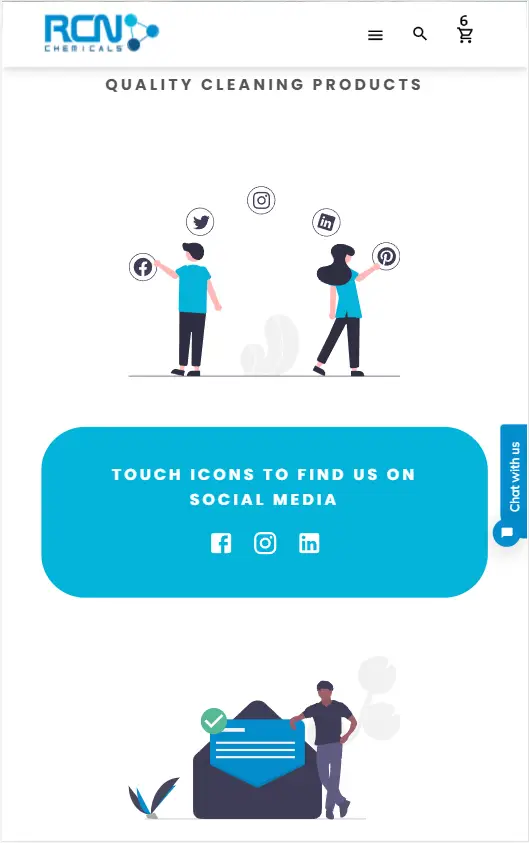 RCN
CHEMICALS
6
QUALITY CLEANING PRODUCTS
TOUCH ICONS TO FIND US ON
SOCIAL MEDIA
Chat with us